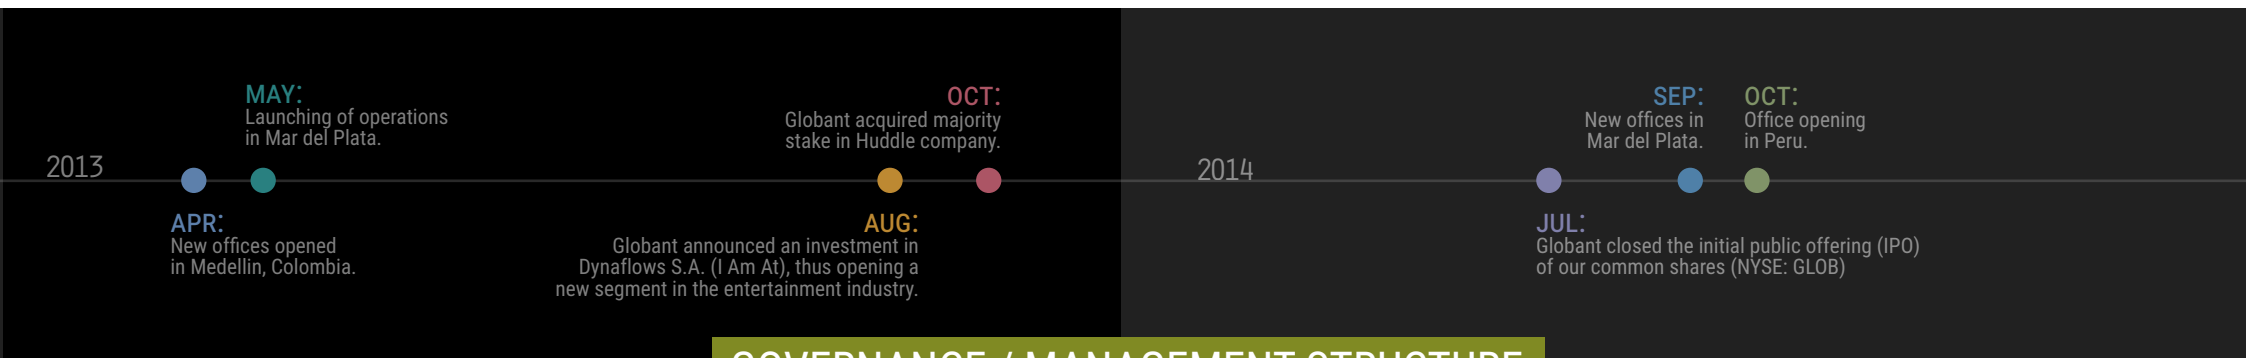 2013
APR:
New offices opened
in Medellin, Colombia.
MAY:
Launching of operations
in Mar del Plata.
AUG:
Globant announced an investment in
Dynaflows S.A. (I Am At), thus opening a
new segment in the entertainment industry.
OCT:
Globant acquired majority
stake in Huddle company.
2014
JUL:
Globant closed the initial public offering (IPO)
of our common shares (NYSE: GLOB)
SEP:
New offices in
Mar del Plata.
OCT:
Office opening
in Peru.
GOVERNANCE / MANAGEMENT STRUCTURE